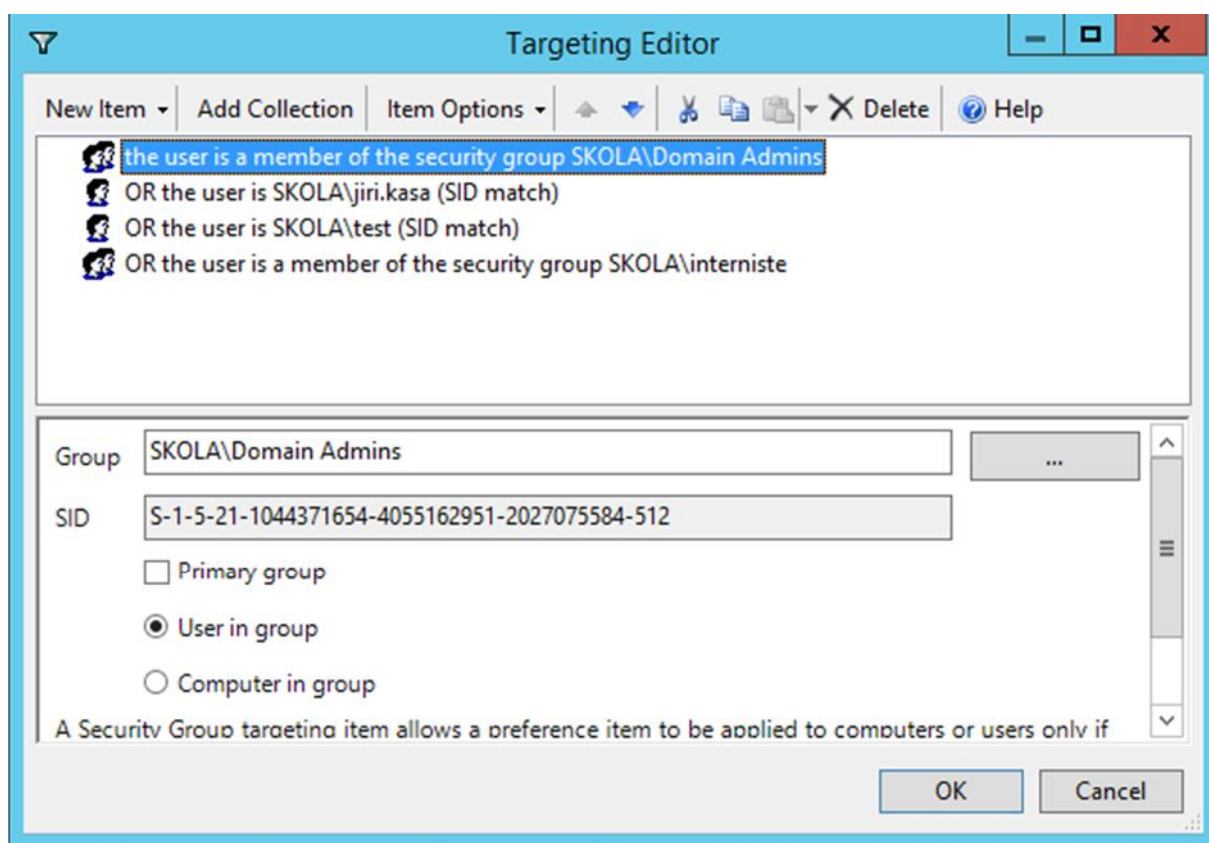 Targeting Editor
New Item Add Collection Item Options Delete Help
the user is a member of the security group SKOLA\Domain Admins
OR the user is SKOLA\jiri.kasa (SID match)
OR the user is SKOLA\test (SID match)
OR the user is a member of the security group SKOLA\interniste
Group SKOLA\Domain Admins ...
SID S-1-5-21-1044371654-4055162951-2027075584-512
Primary group
User in group
Computer in group
A Security Group targeting item allows a preference item to be applied to computers or users only if
OK Cancel